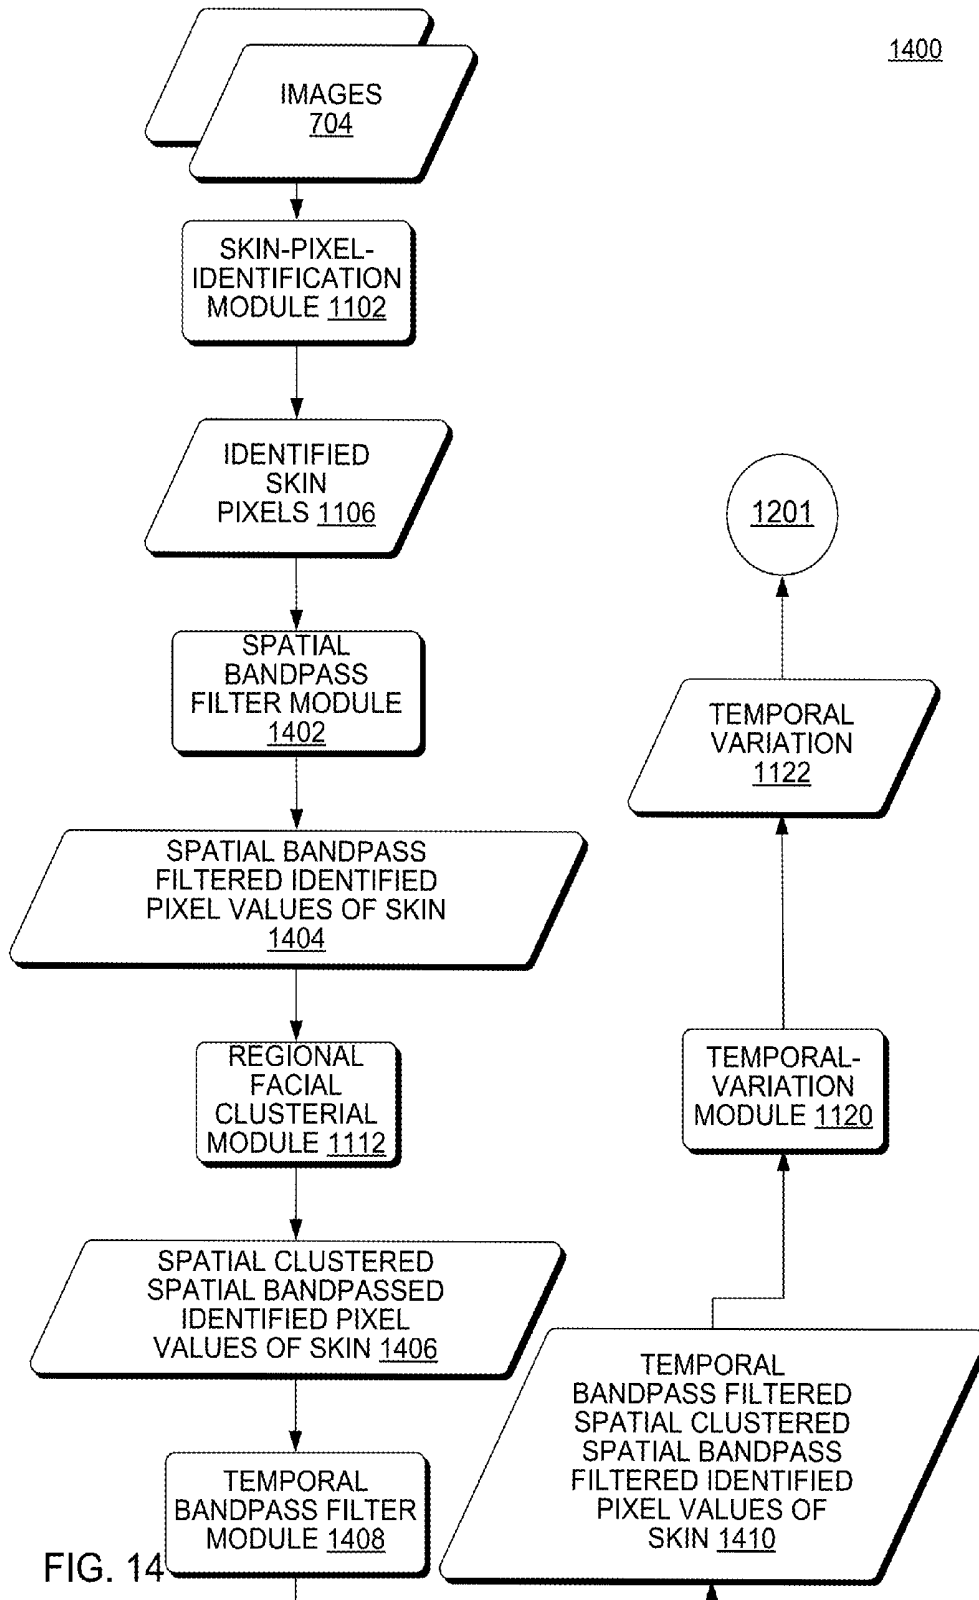 1400
IMAGES
704
SKIN-PIXEL-
IDENTIFICATION
MODULE 1102
IDENTIFIED
SKIN
PIXELS 1106
SPATIAL
BANDPASS
FILTER MODULE
1402
SPATIAL BANDPASS
FILTERED IDENTIFIED
PIXEL VALUES OF SKIN
1404
REGIONAL
FACIAL
CLUSTERIAL
MODULE 1112
SPATIAL CLUSTERED
SPATIAL BANDPASSED
IDENTIFIED PIXEL
VALUES OF SKIN 1406
TEMPORAL
BANDPASS FILTER
MODULE 1408
TEMPORAL
BANDPASS FILTERED
SPATIAL CLUSTERED
SPATIAL BANDPASS
FILTERED IDENTIFIED
PIXEL VALUES OF
SKIN 1410
TEMPORAL-
VARIATION
MODULE 1120
TEMPORAL
VARIATION
1122
1201
FIG. 14